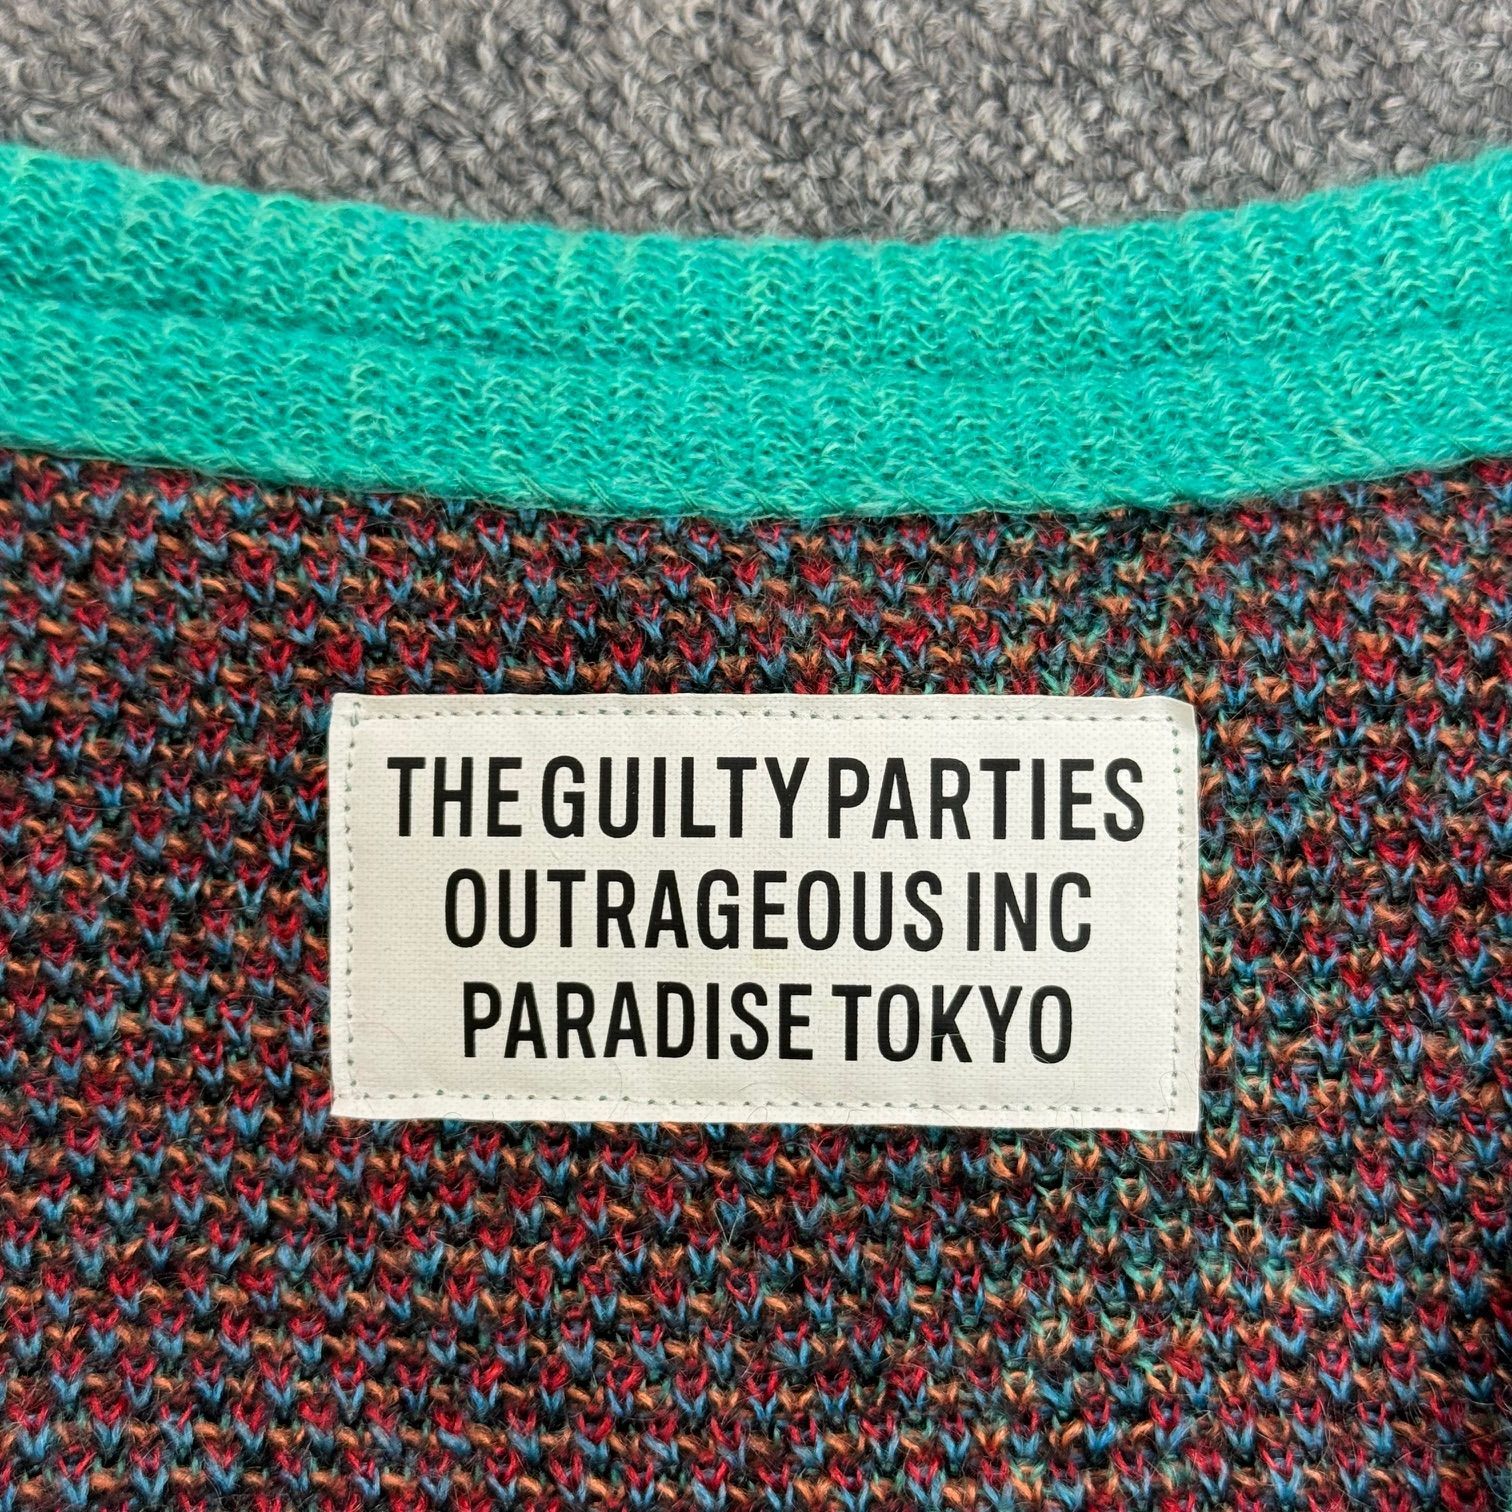 THE GUILTY PARTIES
OUTRAGEOUS INC
PARADISE TOKYO